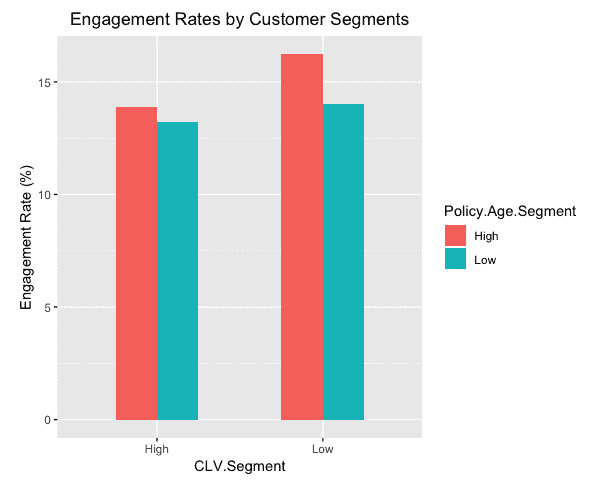 Engagement Rates by Customer Segments
Engagement Rate (%)
15
10
5
0
High
Low
CLV.Segment
Policy.Age.Segment
High
Low